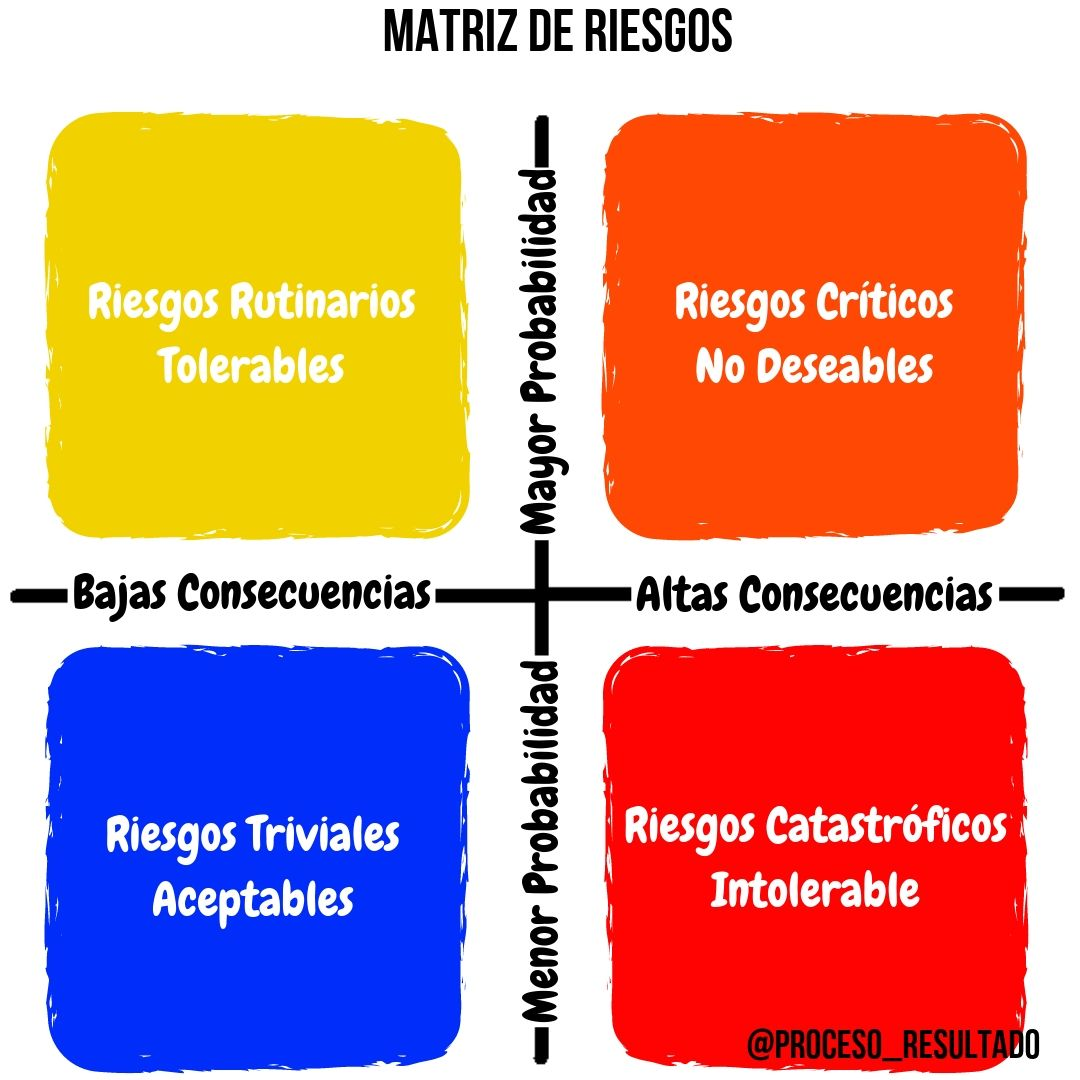 MATRIZ DE RIESGOS
Riesgos Rutinarios
Tolerables
Mayor Probabilidad
Riesgos Críticos
No Deseables
Bajas Consecuencias
Altas Consecuencias
Riesgos Triviales
Aceptables
Menor Probabilidad
Riesgos Catastróficos
Intolerable
@PROCESO_RESULTADO